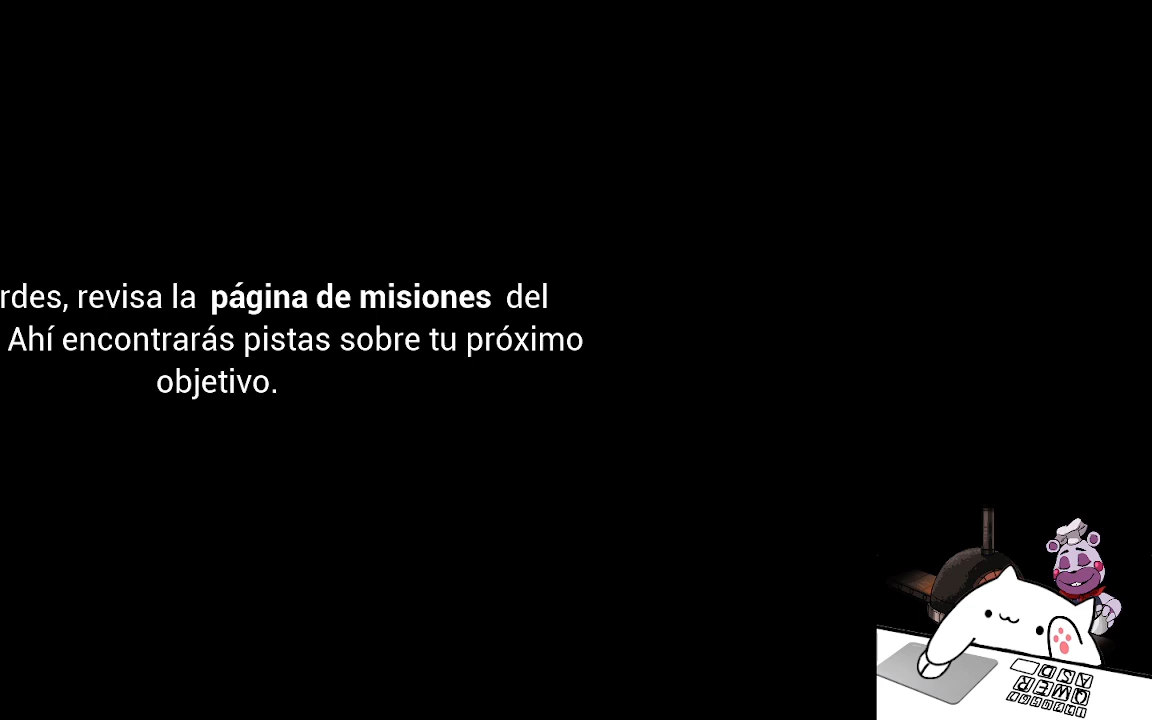 rdes, revisa la página de misiones del
Ahí encontrarás pistas sobre tu próximo
objetivo.